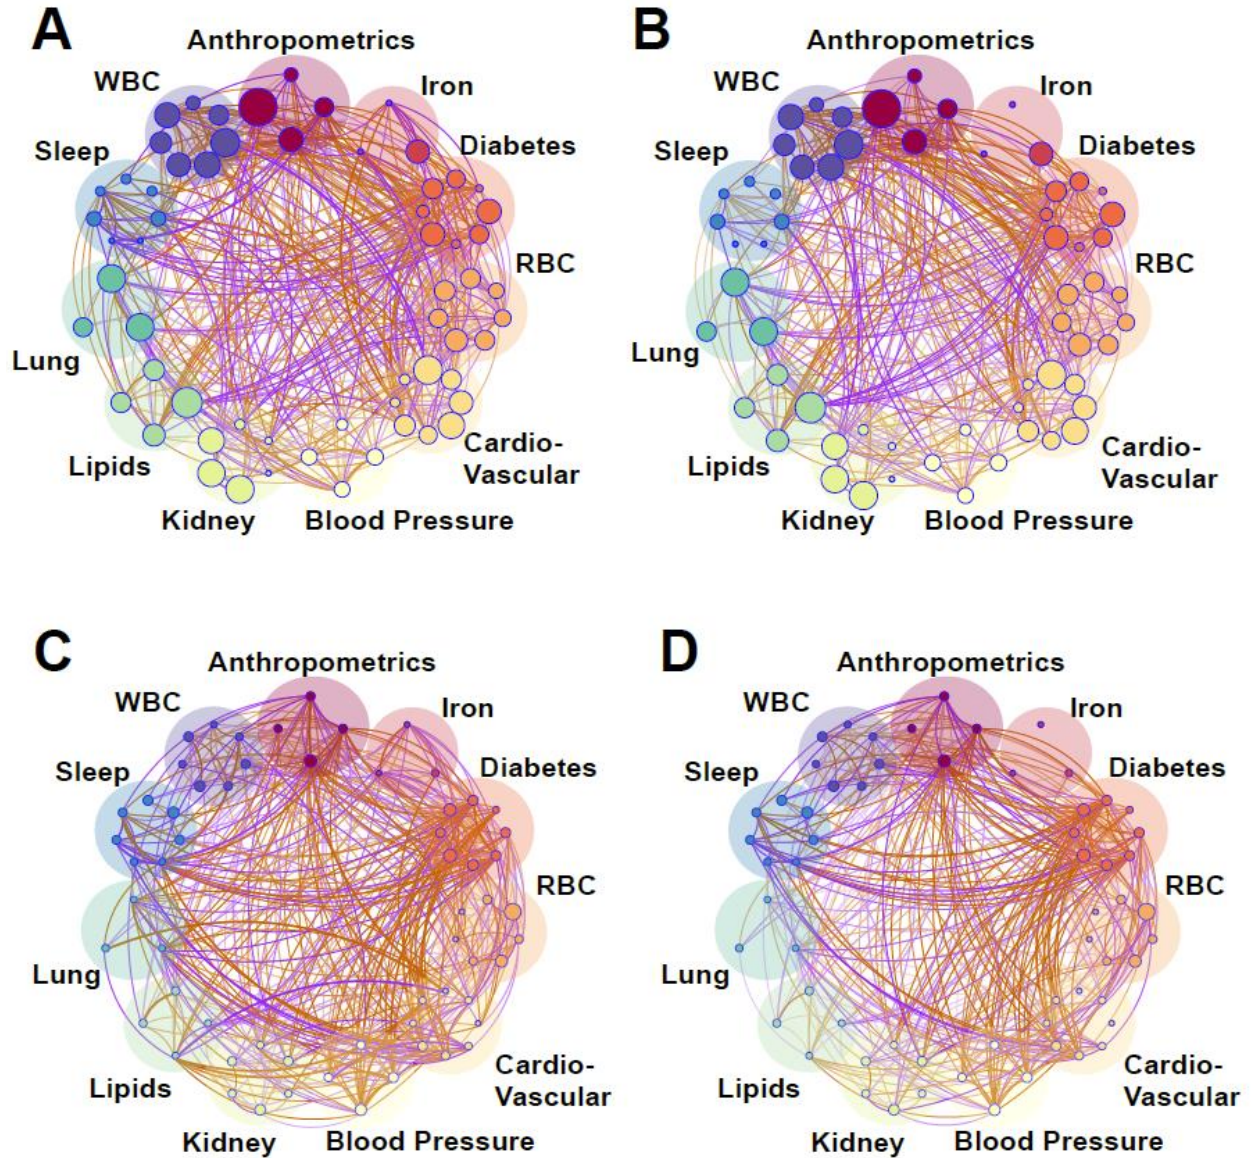 A
Anthropometrics
WBC
Iron
Sleep
Diabetes
RBC
Lung
Cardio-
Vascular
Lipids
Kidney
Blood Pressure
B
Anthropometrics
WBC
Iron
Sleep
Diabetes
RBC
Lung
Cardio-
Vascular
Lipids
Kidney
Blood Pressure
C
Anthropometrics
WBC
Iron
Sleep
Diabetes
RBC
Lung
Cardio-
Vascular
Lipids
Kidney
Blood Pressure
D
Anthropometrics
WBC
Iron
Sleep
Diabetes
RBC
Lung
Cardio-
Vascular
Lipids
Kidney
Blood Pressure